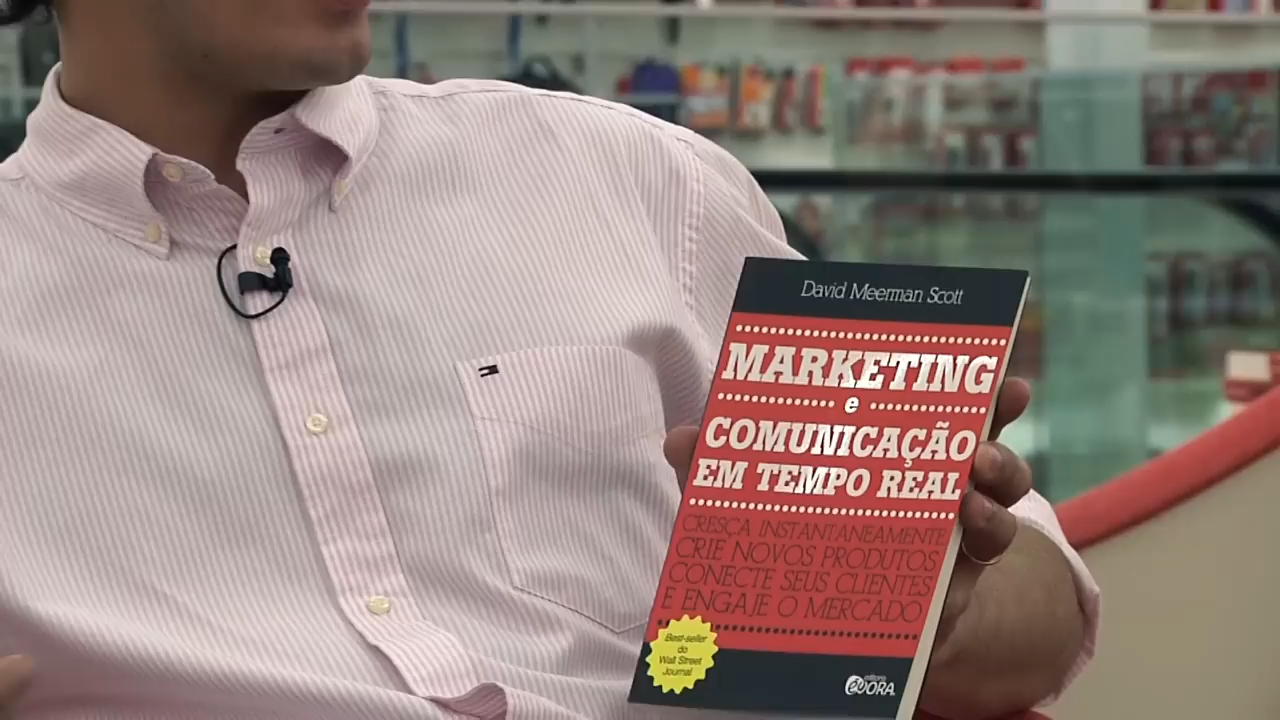 David Meerman Scott
MARKETING
e
COMUNICAÇÃO
EM TEMPO REAL
CRESÇA INSTANTANEAMENTE
CRIE NOVOS PRODUTOS
CONECTE SEUS CLIENTES
E ENGAJE O MERCADO
Best-seller
do
Wall Street
Journal
editora
évORA